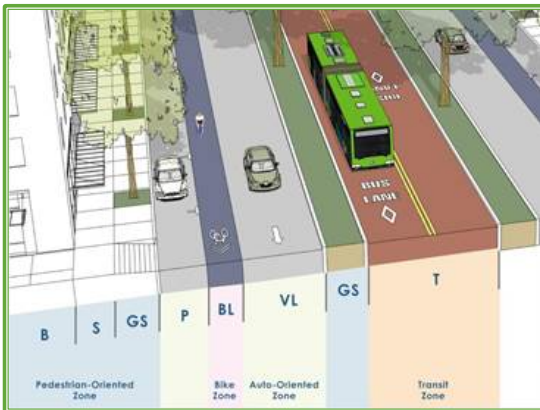 BUS
LANE
B
S
GS
P
BL
VL
GS
T
Pedestrian-Oriented
Zone
Bike
Zone
Auto-Oriented
Zone
Transit
Zone